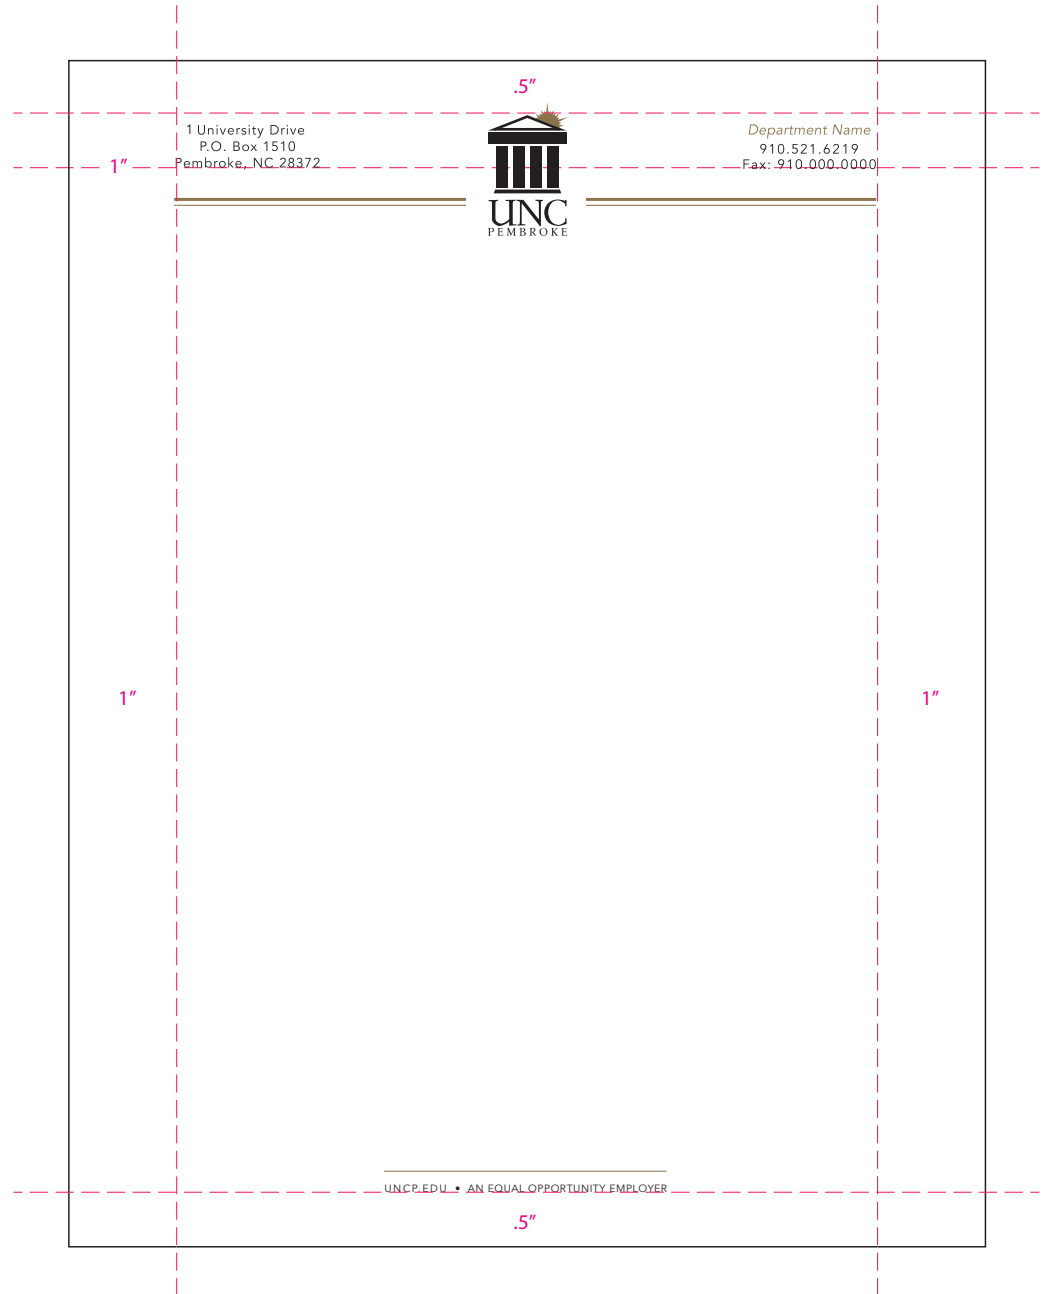 .5”
1 University Drive
P.O. Box 1510
Pembroke, NC 28372
Department Name
910.521.6219
Fax: 910.000.0000
1”
UNC
PEMBROKE
1”
1”
UNCP.EDU • AN EQUAL OPPORTUNITY EMPLOYER
.5”